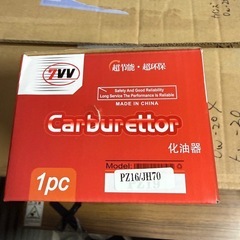 TVV
超节能·超环保
Safety And Good Reliability
Long Service The Performance is Reliable
MADE IN CHINA
Carburettor
化油器
1pc
Model:
PZ16/JH70